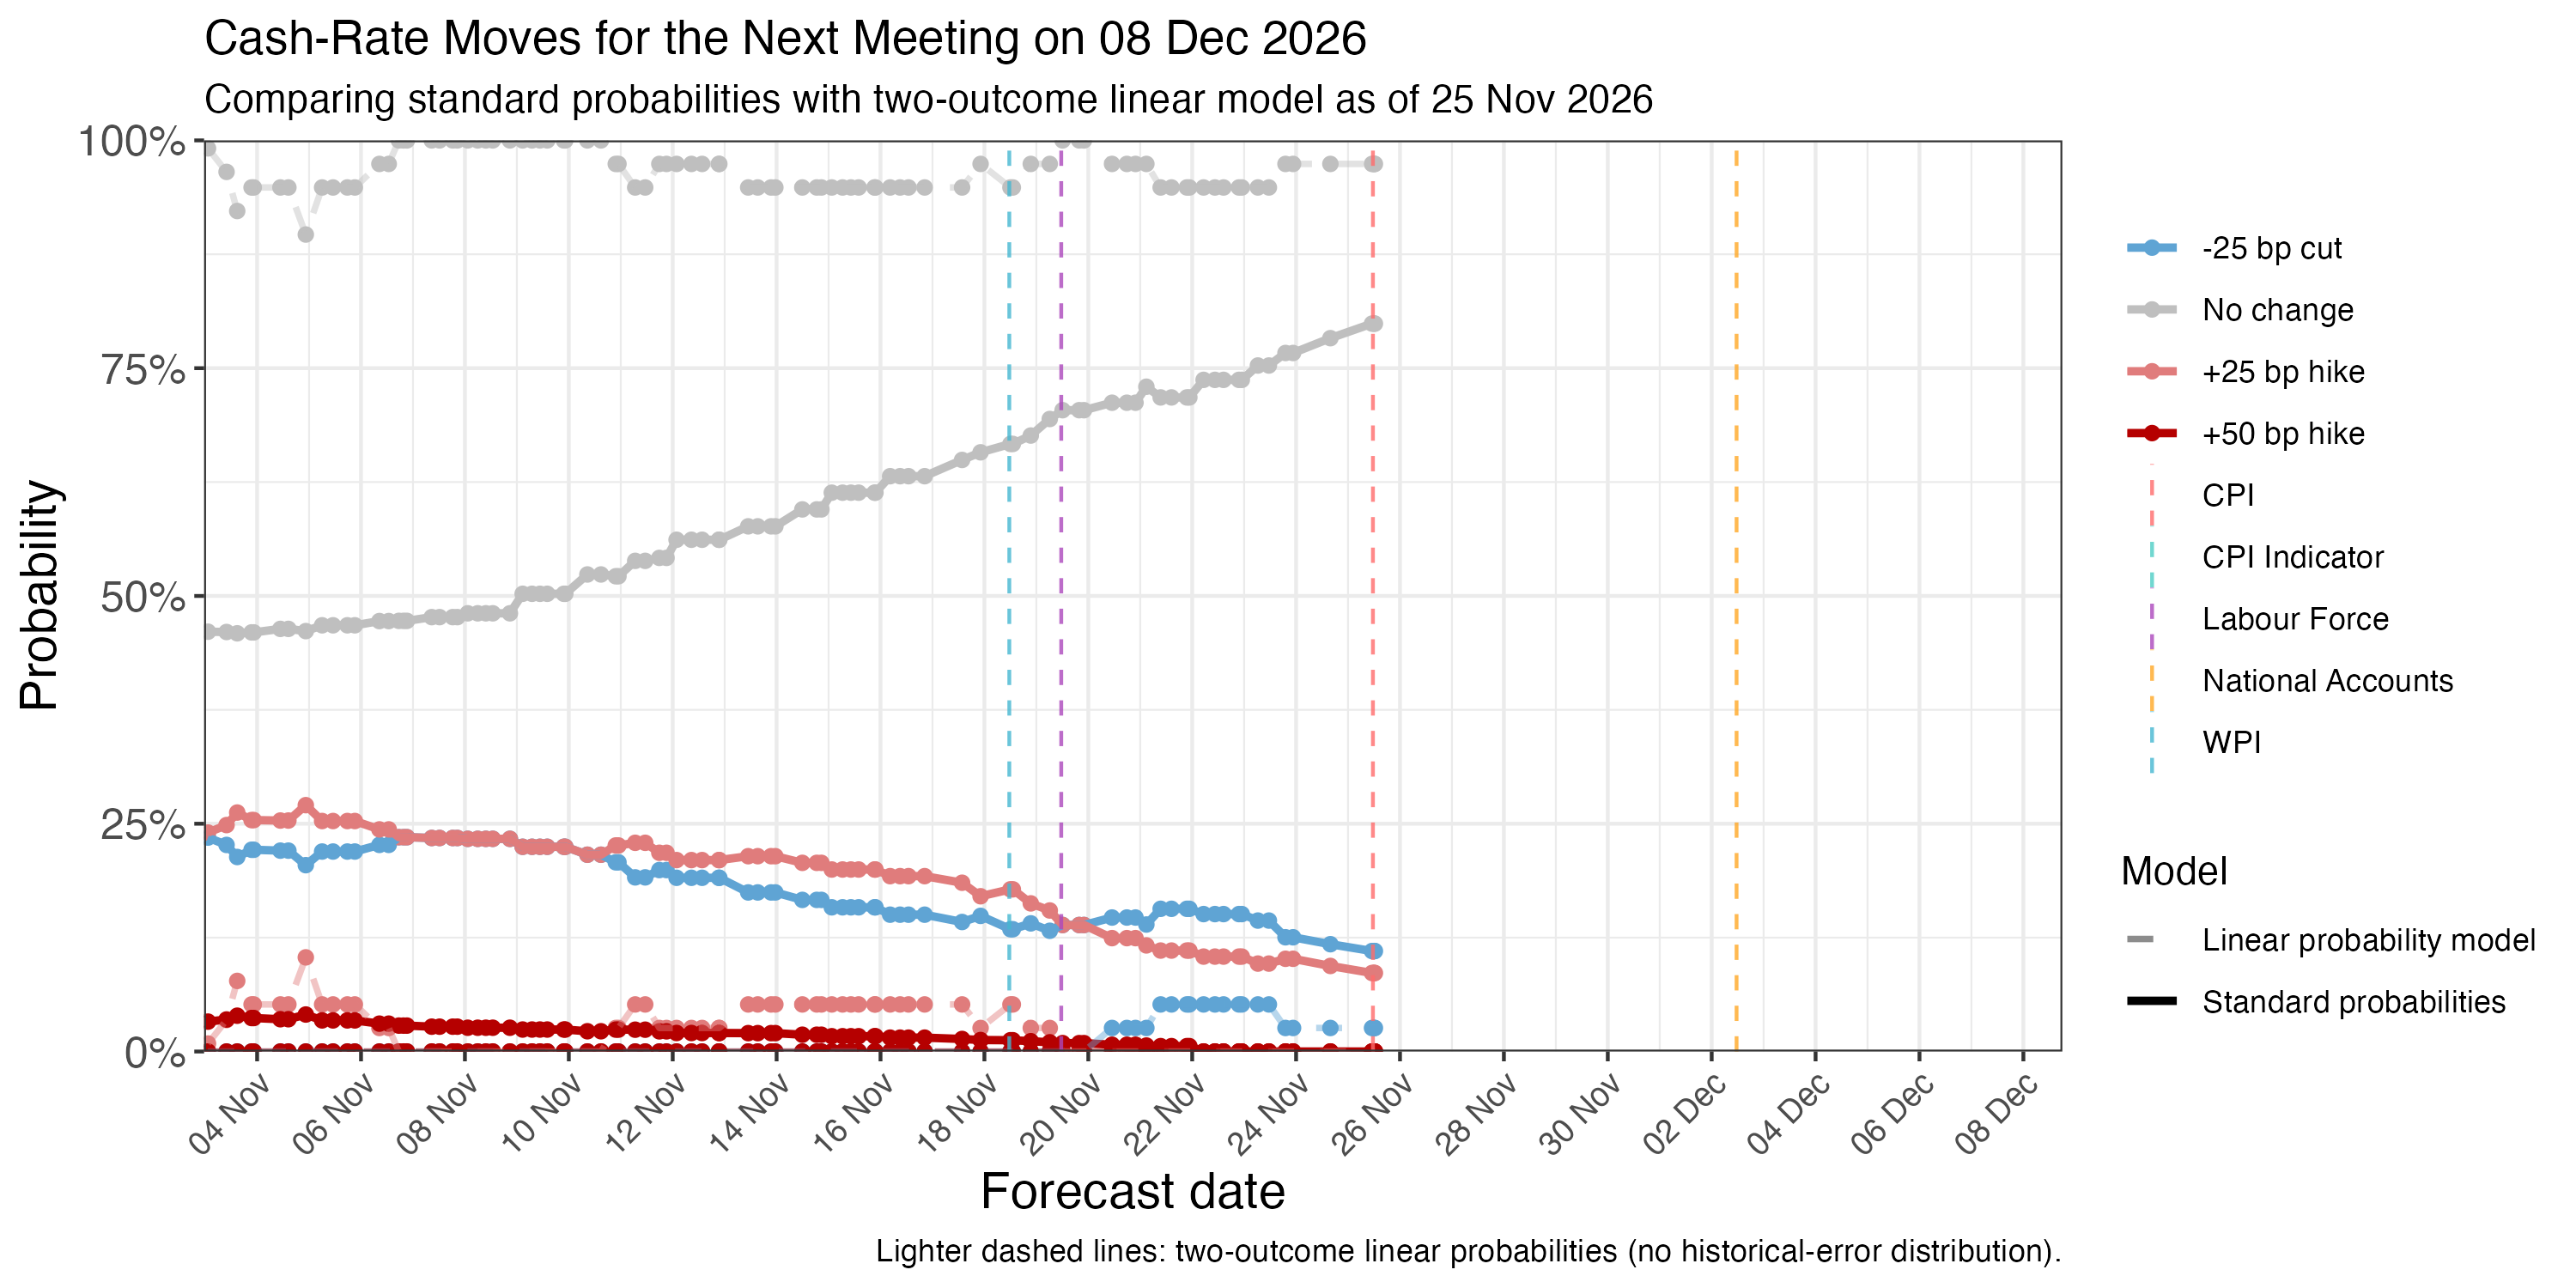 Cash-Rate Moves for the Next Meeting on 08 Dec 2026
Comparing standard probabilities with two-outcome linear model as of 25 Nov 2026
Probability
100%
75%
50%
25%
0%
04 Nov
06 Nov
08 Nov
10 Nov
12 Nov
14 Nov
16 Nov
18 Nov
20 Nov
22 Nov
24 Nov
26 Nov
28 Nov
30 Nov
02 Dec
04 Dec
06 Dec
08 Dec
Forecast date
-25 bp cut
No change
+25 bp hike
+50 bp hike
CPI
CPI Indicator
Labour Force
National Accounts
WPI
Model
Linear probability model
Standard probabilities
Lighter dashed lines: two-outcome linear probabilities (no historical-error distribution).